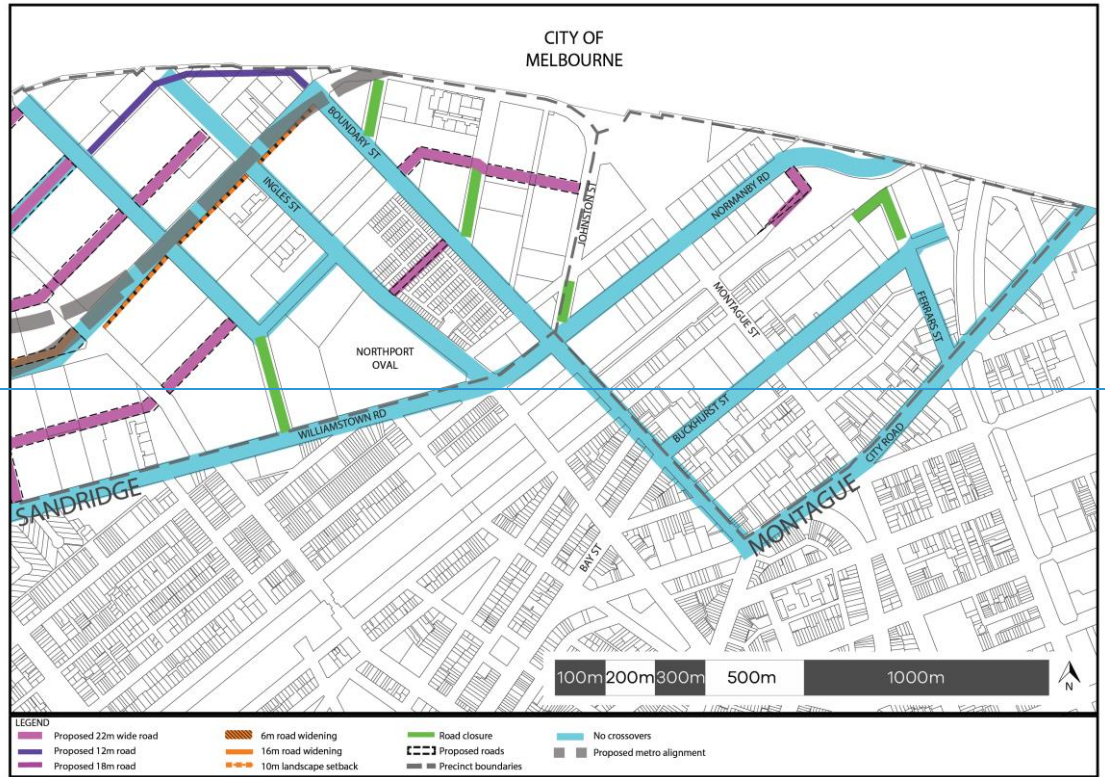 CITY OF
MELBOURNE
BOUNDARY ST
INGLES ST
JOHNSTON ST
NORMANBY RD
MONTAGUE ST
FERRARS ST
NORTHPORT
OVAL
WILLIAMSTOWN RD
BUCKHURST ST
CITY ROAD
SANDRIDGE
MONTAGUE
BAY ST
100m 200m 300m 500m 1000m
N
LEGEND
Proposed 22m wide road
Proposed 12m road
Proposed 18m road
6m road widening
16m road widening
10m landscape setback
Road closure
Proposed roads
Precinct boundaries
No crossovers
Proposed metro alignment